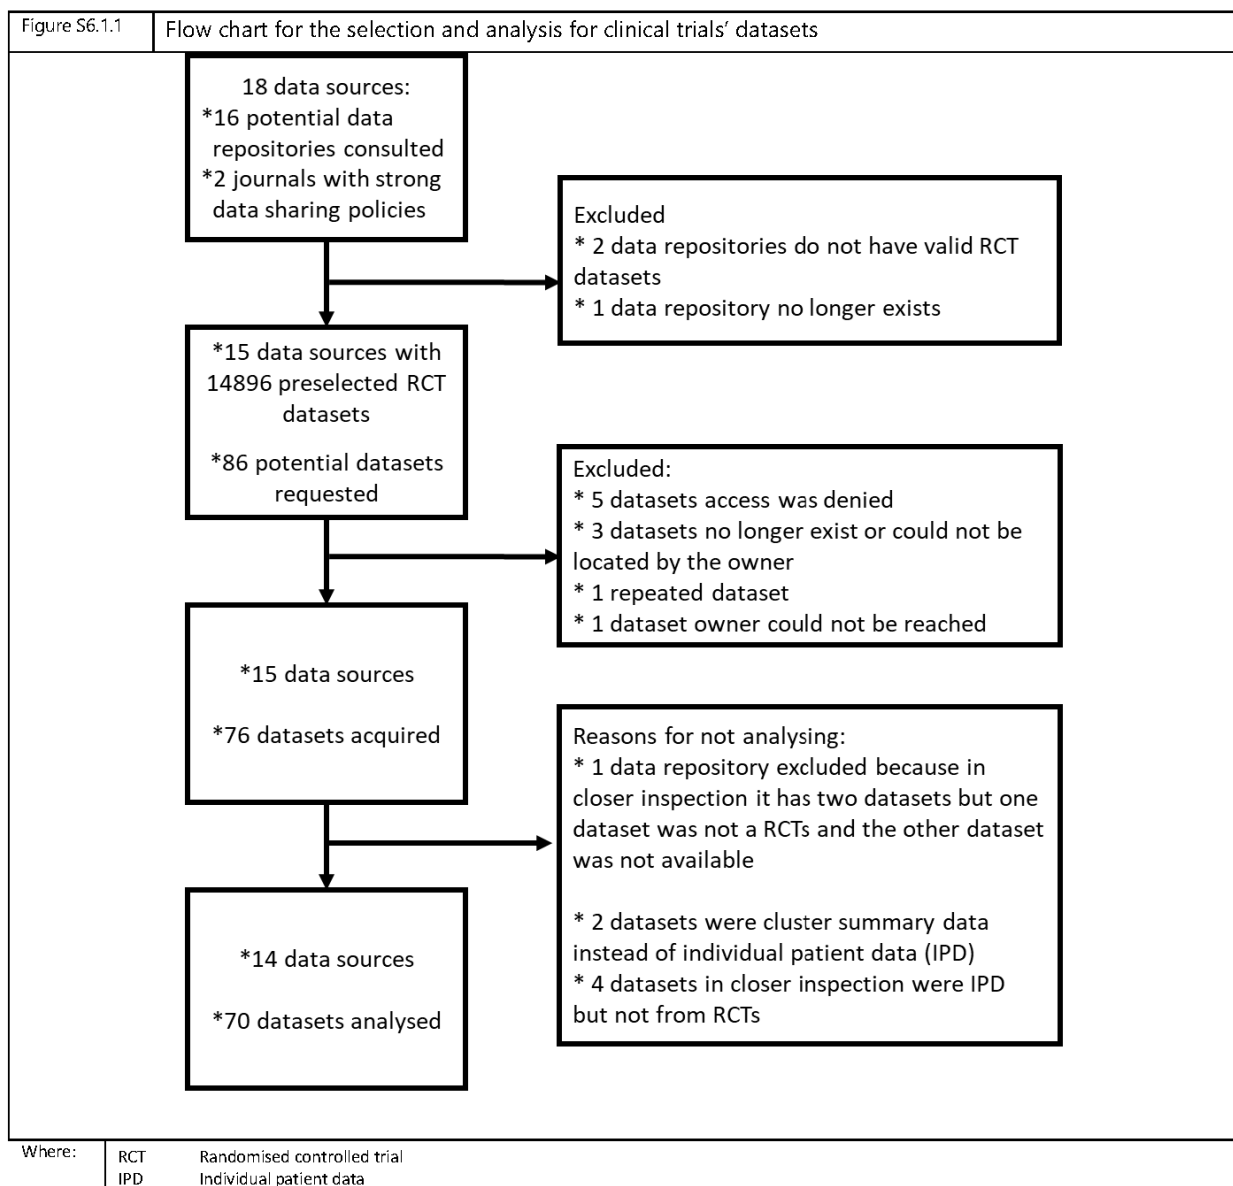 Figure S6.1.1
Flow chart for the selection and analysis for clinical trials’ datasets
18 data sources:
*16 potential data
repositories consulted
*2 journals with strong
data sharing policies
Excluded
* 2 data repositories do not have valid RCT
datasets
* 1 data repository no longer exists
*15 data sources with
14896 preselected RCT
datasets
*86 potential datasets
requested
Excluded:
* 5 datasets access was denied
* 3 datasets no longer exist or could not be
located by the owner
* 1 repeated dataset
* 1 dataset owner could not be reached
*15 data sources
*76 datasets acquired
Reasons for not analysing:
* 1 data repository excluded because in
closer inspection it has two datasets but one
dataset was not a RCTs and the other dataset
was not available
* 2 datasets were cluster summary data
instead of individual patient data (IPD)
* 4 datasets in closer inspection were IPD
but not from RCTs
*14 data sources
*70 datasets analysed
Where:
RCT Randomised controlled trial
IPD Individual patient data